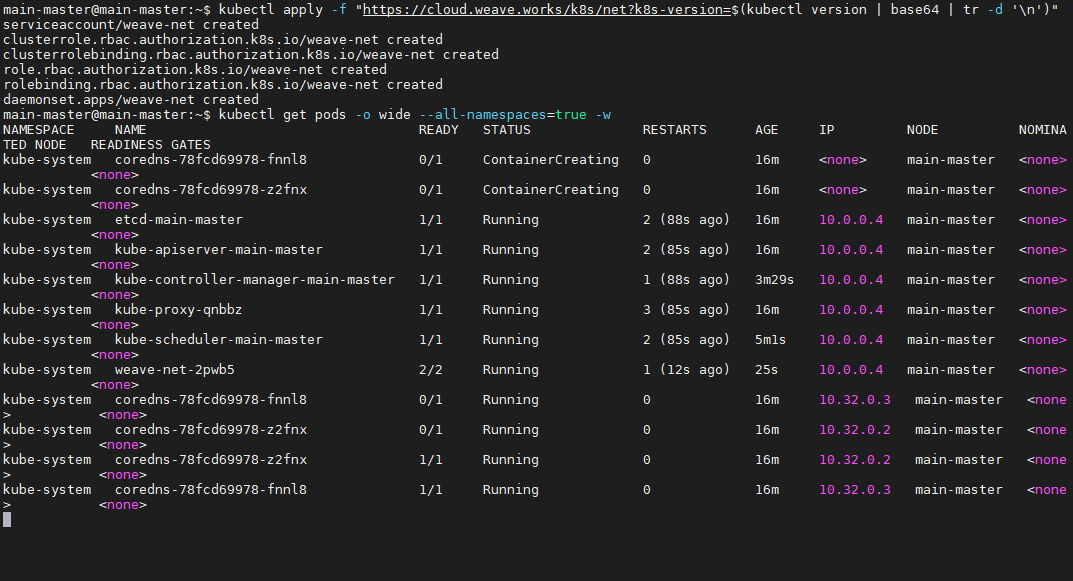 main-master@main-master:~$ kubectl apply -f "https://cloud.weave.works/k8s/net?k8s-version=$(kubectl version | base64 | tr -d '\n')"
serviceaccount/weave-net created
clusterrole.rbac.authorization.k8s.io/weave-net created
clusterrolebinding.rbac.authorization.k8s.io/weave-net created
role.rbac.authorization.k8s.io/weave-net created
rolebinding.rbac.authorization.k8s.io/weave-net created
daemonset.apps/weave-net created
main-master@main-master:~$ kubectl get pods -o wide --all-namespaces=true -w
NAMESPACE     NAME                                  READY   STATUS              RESTARTS      AGE     IP         NODE          NOMINA
TED NODE   READINESS GATES
kube-system   coredns-78fcd69978-fnnl8              0/1     ContainerCreating   0             16m     <none>     main-master   <none>
           <none>
kube-system   coredns-78fcd69978-z2fnx              0/1     ContainerCreating   0             16m     <none>     main-master   <none>
           <none>
kube-system   etcd-main-master                      1/1     Running             2 (88s ago)   16m     10.0.0.4   main-master   <none>
           <none>
kube-system   kube-apiserver-main-master            1/1     Running             2 (85s ago)   16m     10.0.0.4   main-master   <none>
           <none>
kube-system   kube-controller-manager-main-master   1/1     Running             1 (88s ago)   3m29s   10.0.0.4   main-master   <none>
           <none>
kube-system   kube-proxy-qnbbz                      1/1     Running             3 (85s ago)   16m     10.0.0.4   main-master   <none>
           <none>
kube-system   kube-scheduler-main-master            1/1     Running             2 (85s ago)   5m1s    10.0.0.4   main-master   <none>
           <none>
kube-system   weave-net-2pwb5                       2/2     Running             1 (12s ago)   25s     10.0.0.4   main-master   <none>
           <none>
kube-system   coredns-78fcd69978-fnnl8              0/1     Running             0             16m     10.32.0.3   main-master   <none
>           <none>
kube-system   coredns-78fcd69978-z2fnx              0/1     Running             0             16m     10.32.0.2   main-master   <none
>           <none>
kube-system   coredns-78fcd69978-z2fnx              1/1     Running             0             16m     10.32.0.2   main-master   <none
>           <none>
kube-system   coredns-78fcd69978-fnnl8              1/1     Running             0             16m     10.32.0.3   main-master   <none
>           <none>